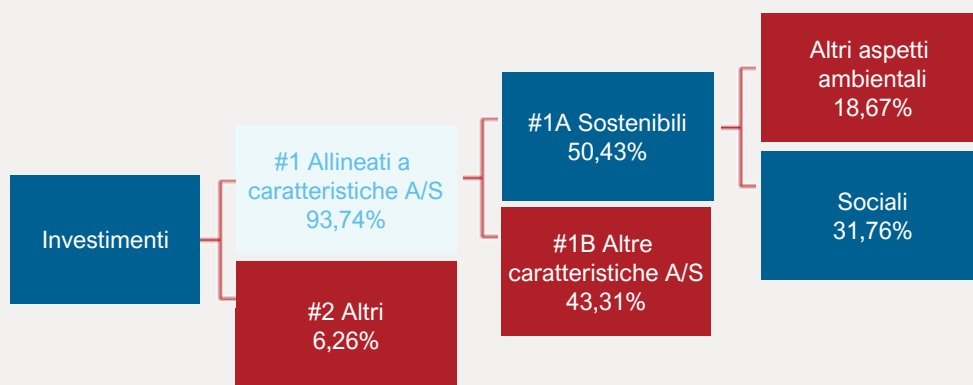 Investimenti
#1 Allineati a
caratteristiche A/S
93,74%
#2 Altri
6,26%
#1A Sostenibili
50,43%
#1B Altre
caratteristiche A/S
43,31%
Altri aspetti
ambientali
18,67%
Sociali
31,76%